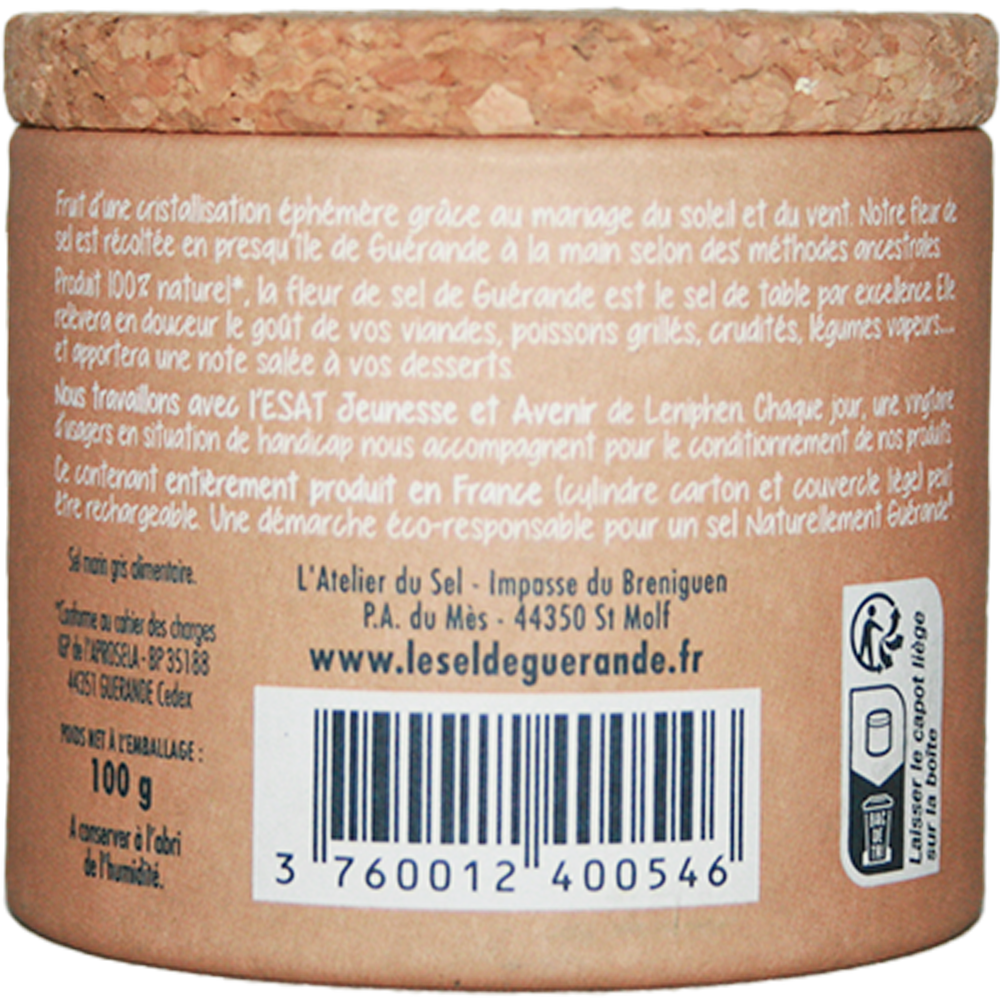 Fruit d'une cristallisation éphémère grâce au mariage du soleil et du vent. Notre fleur de
sel est récoltée en presqu'île de Guérande à la main selon des méthodes ancestrales.
Produit 100% naturel*, la fleur de sel de Guérande est le sel de table par excellence. Elle
relèvera en douceur le goût de vos viandes, poissons grillés, crudités, légumes vapeurs....
et apportera une note salée à vos desserts.
Nous travaillons avec l'ESAT Jeunesse et Avenir de Leniphen. Chaque jour, une vingtaine
d'usagers en situation de handicap nous accompagnent pour le conditionnement de nos produits.
Ce contenant entièrement produit en France (cylindre carton et couvercle liège) peut
être rechargeable. Une démarche éco-responsable pour un sel Naturellement Guérande!
Sel marin gris alimentaire.
*Conforme au cahier des charges
IGP de l'APROSELA - BP 35188
44351 GUERANDE Cedex
POIDS NET À L'EMBALLAGE :
100 g
A conserver à l'abri
de l'humidité.
L'Atelier du Sel - Impasse du Breniguen
P.A. du Mès - 44350 St Molf
www.leseldeguerande.fr
3 760012 400546
BAC
DE
TRI
Laisser le capot liège
sur la boîte